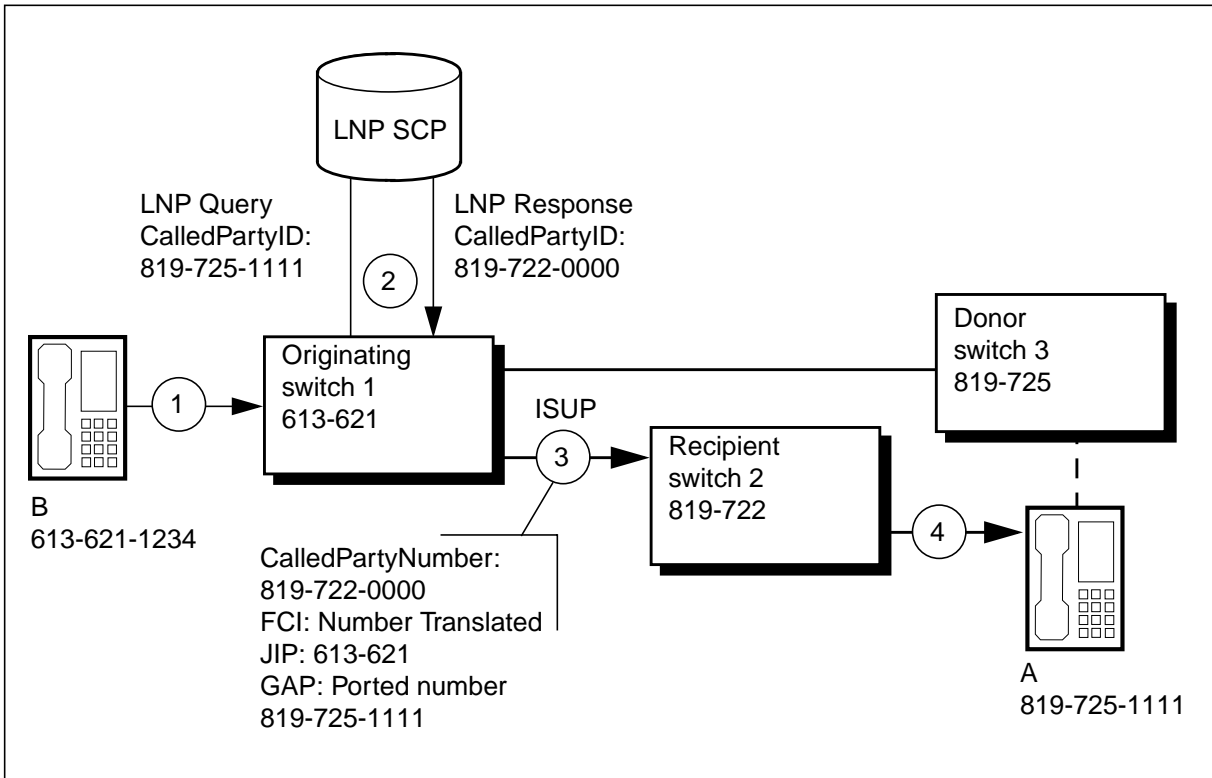 LNP SCP
LNP Query
CalledPartyID:
819-725-1111
LNP Response
CalledPartyID:
819-722-0000
2
Originating
switch 1
613-621
Donor
switch 3
819-725
1
ISUP
3
Recipient
switch 2
819-722
4
B
613-621-1234
CalledPartyNumber:
819-722-0000
FCI: Number Translated
JIP: 613-621
GAP: Ported number
819-725-1111
A
819-725-1111